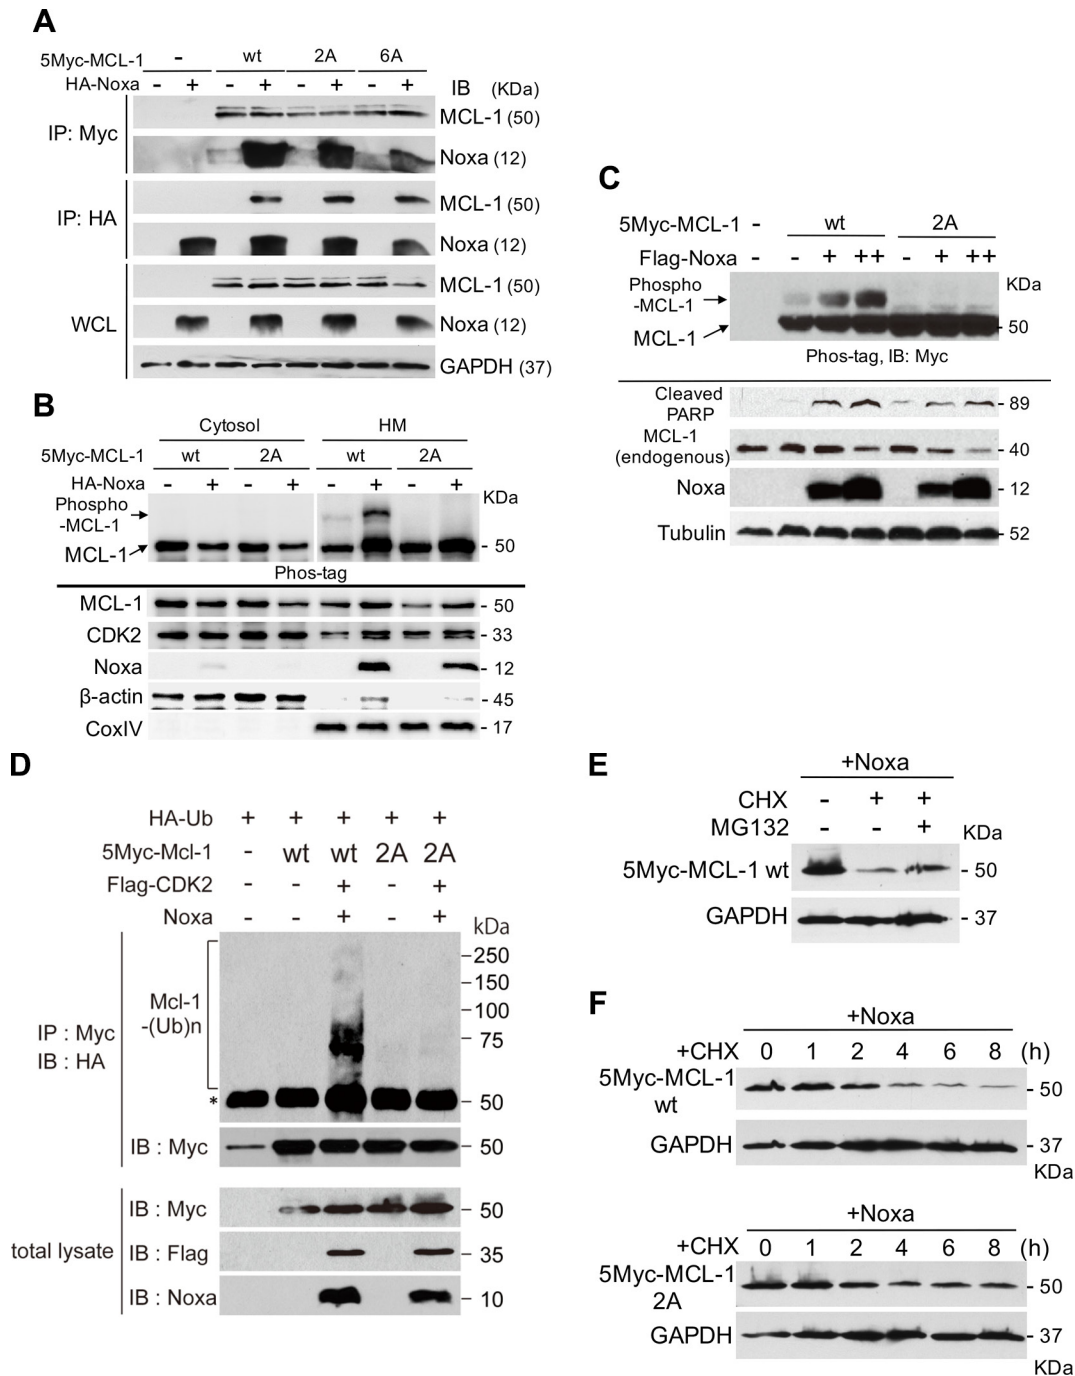 A
5Myc-MCL-1 - wt 2A 6A
HA-Noxa - + - + - + - + IB (KDa)
IP: Myc
MCL-1 (50)
Noxa (12)
IP: HA
MCL-1 (50)
Noxa (12)
WCL
MCL-1 (50)
Noxa (12)
GAPDH (37)
B
Cytosol HM
5Myc-MCL-1 wt 2A wt 2A
HA-Noxa - + - + - + - +
KDa
Phospho
-MCL-1
MCL-1 - 50
Phos-tag
MCL-1 - 50
CDK2 - 33
Noxa - 12
β-actin - 45
CoxIV - 17
C
5Myc-MCL-1 - wt 2A
Flag-Noxa - - + ++ - + ++
Phospho
-MCL-1
KDa
MCL-1 - 50
Phos-tag, IB: Myc
Cleaved
PARP - 89
MCL-1
(endogenous) - 40
Noxa - 12
Tubulin - 52
D
HA-Ub + + + + +
5Myc-Mcl-1 - wt wt 2A 2A
Flag-CDK2 - - + - +
Noxa - - + - +
kDa
250
150
100
75
Mcl-1
-(Ub)n
IP : Myc
IB : HA
* 50
IB : Myc 50
total lysate
IB : Myc 50
IB : Flag 35
IB : Noxa 10
E
+Noxa
CHX - + +
MG132 - - +
KDa
5Myc-MCL-1 wt - 50
GAPDH - 37
F
+Noxa
+CHX 0 1 2 4 6 8 (h)
5Myc-MCL-1
wt - 50
GAPDH - 37
KDa
+Noxa
+CHX 0 1 2 4 6 8 (h)
5Myc-MCL-1
2A - 50
GAPDH - 37
KDa